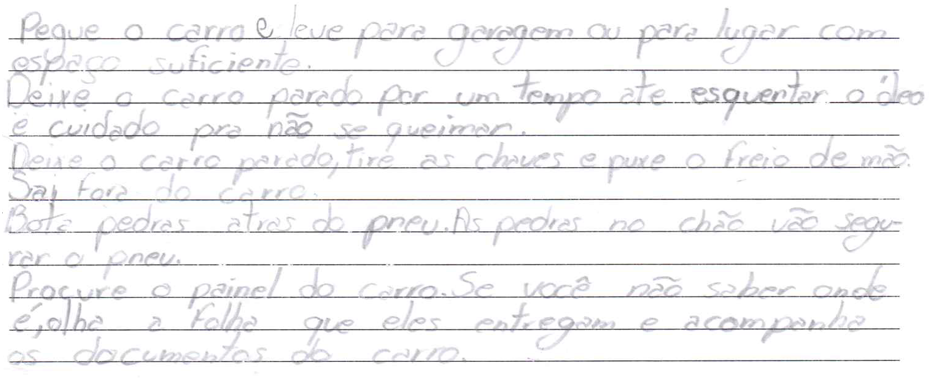 Pegue o carro e leve para garagem ou para lugar com
espaço suficiente.
Deixe o carro parado por um tempo ate esquentar o óleo
e cuidado pra não se queimar.
Deixe o carro parado, tire as chaves e puxe o freio de mão.
Sai fora do carro.
Bota pedras atras do pneu. As pedras no chão vão segu-
rar o pneu.
Procure o painel do carro. Se você não saber onde
é, olha a folha que eles entregam e acompanha
os documentos do carro.